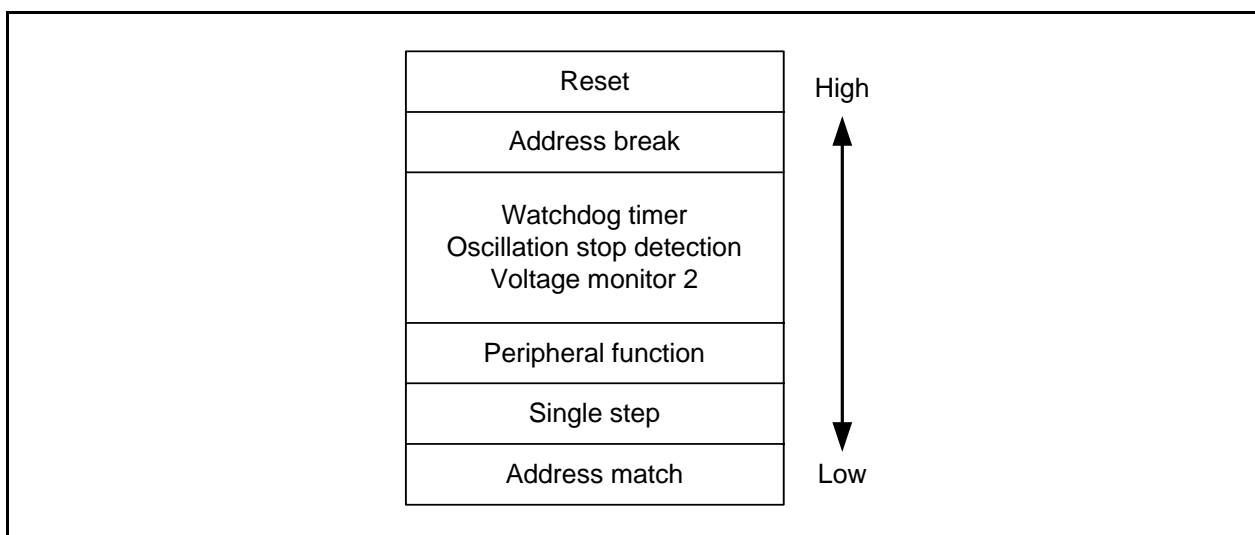 Reset
High
Address break
Watchdog timer
Oscillation stop detection
Voltage monitor 2
Peripheral function
Single step
Address match
Low